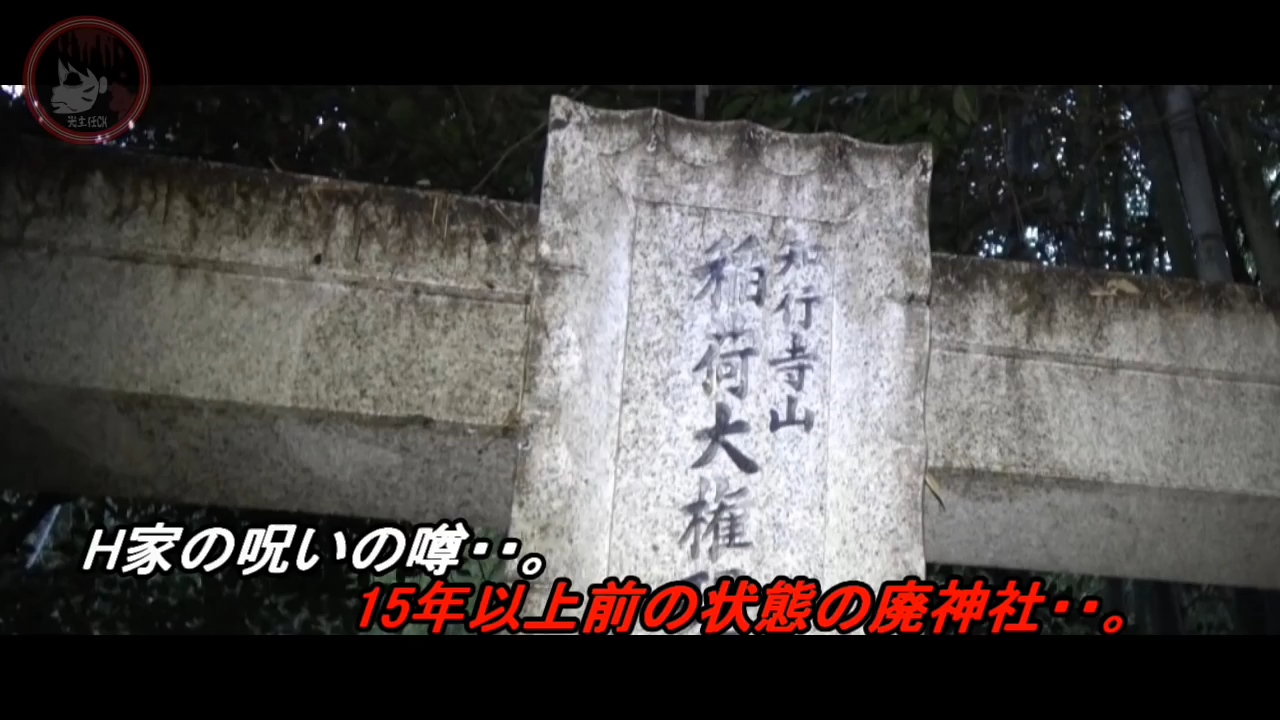 知行寺山
稲荷大権
H家の呪いの噂･･。
15年以上前の状態の廃神社･･。